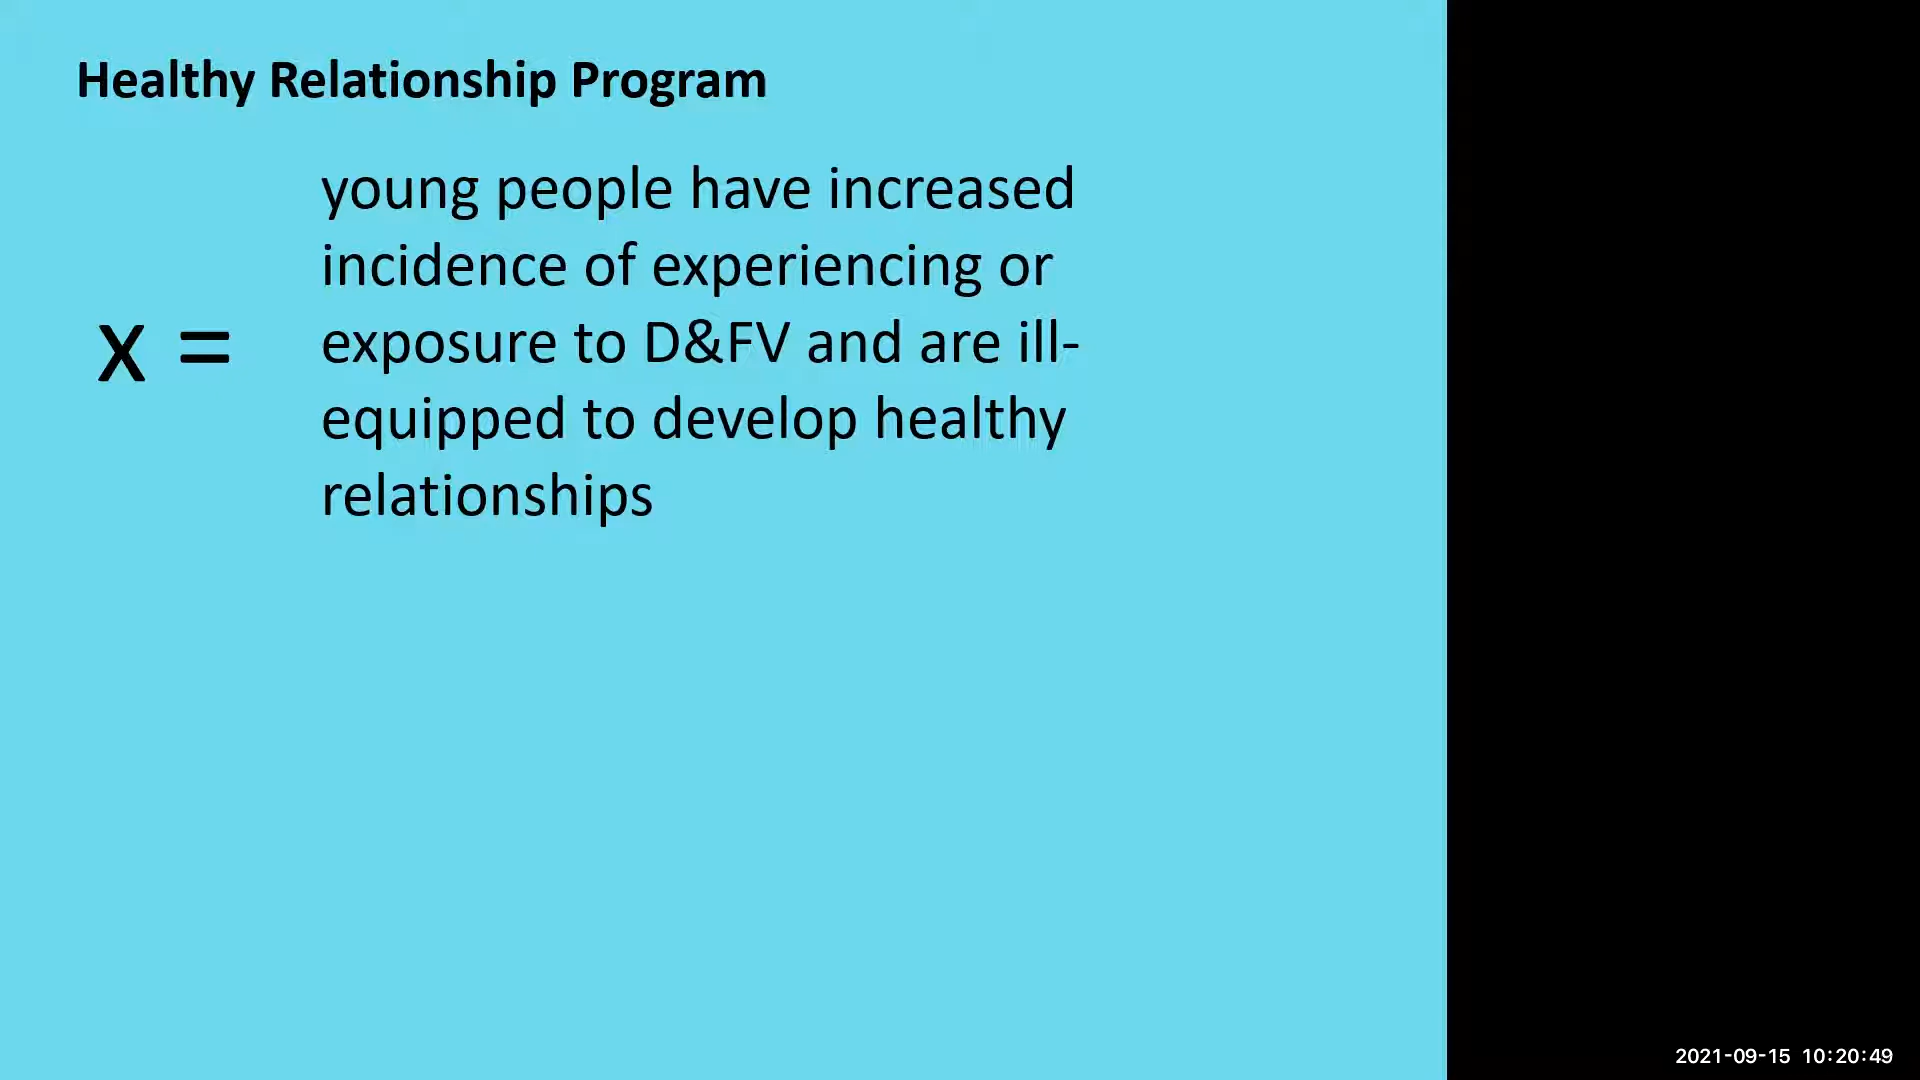 Healthy Relationship Program
young people have increased
incidence of experiencing or
x =
exposure to D&FV and are ill-
equipped to develop healthy
relationships
2021-09-15 10:20:49